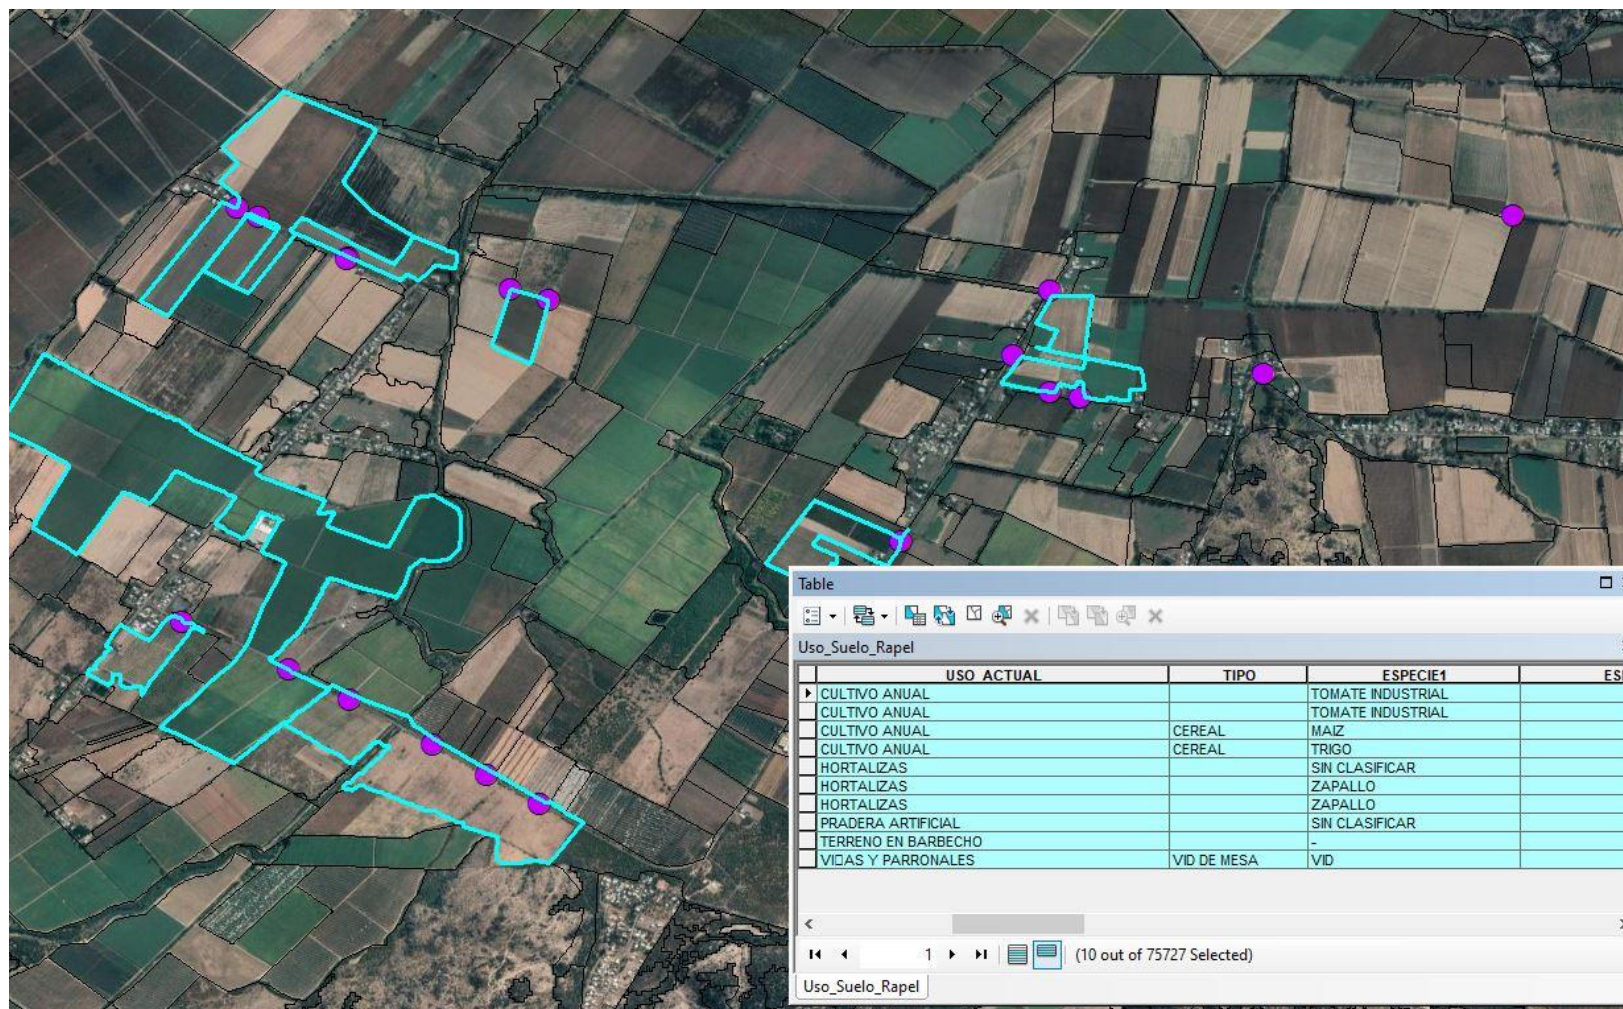 Table
Uso_Suelo_Rapel
USO_ACTUAL TIPO ESPECIE1 ES
CULTIVO ANUAL TOMATE INDUSTRIAL
CULTIVO ANUAL TOMATE INDUSTRIAL
CULTIVO ANUAL CEREAL MAIZ
CULTIVO ANUAL CEREAL TRIGO
HORTALIZAS SIN CLASIFICAR
HORTALIZAS ZAPALLO
HORTALIZAS ZAPALLO
PRADERA ARTIFICIAL SIN CLASIFICAR
TERRENO EN BARBECHO -
VIDAS Y PARRONALES VID DE MESA VID
1 (10 out of 75727 Selected)
Uso_Suelo_Rapel